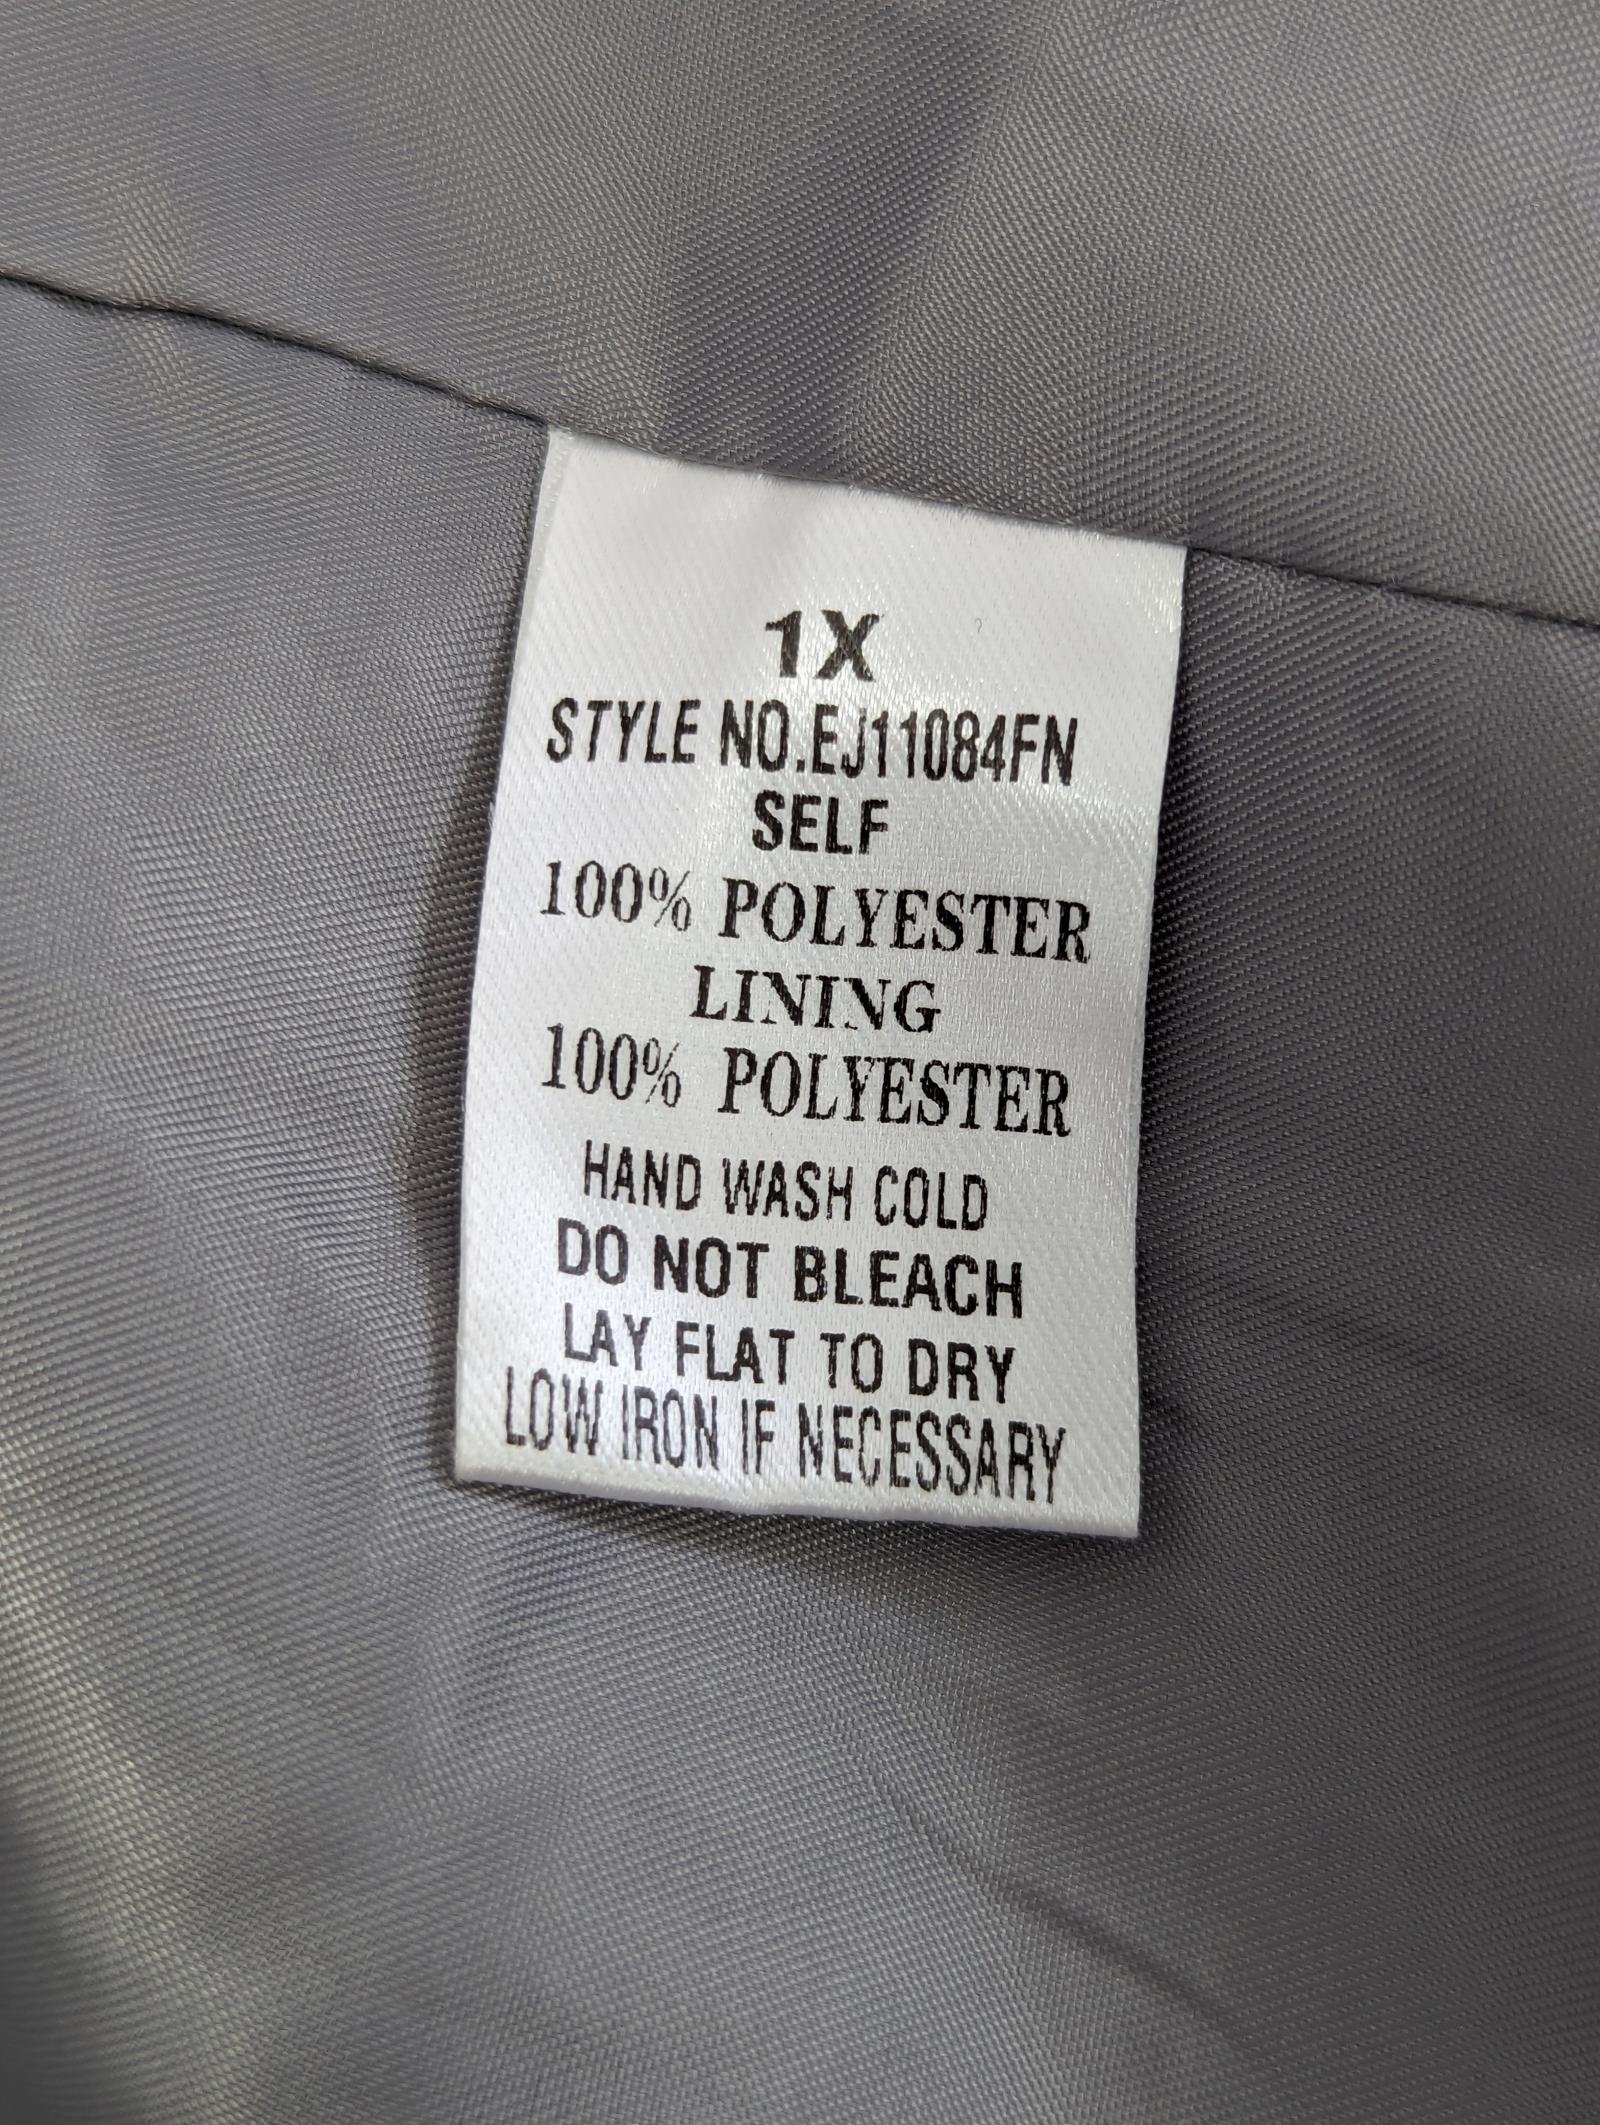 1X
STYLE NO.EJ11084FN
SELF
100% POLYESTER
LINING
100% POLYESTER
HAND WASH COLD
DO NOT BLEACH
LAY FLAT TO DRY
LOW IRON IF NECESSARY